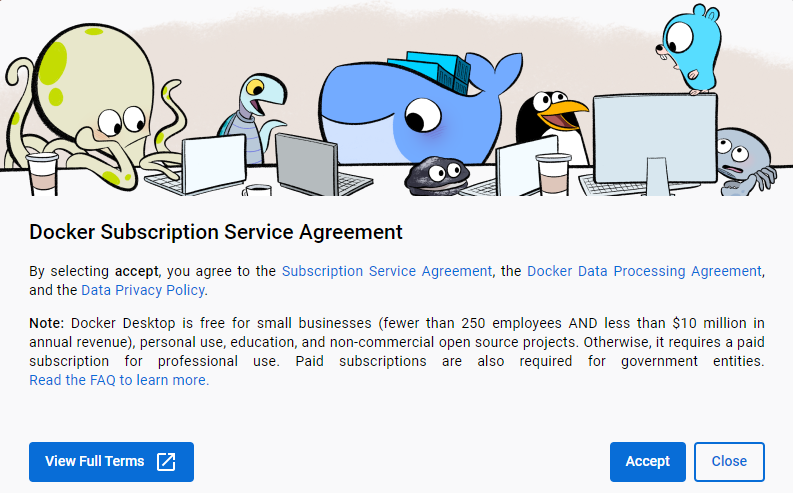 Docker Subscription Service Agreement
By selecting accept, you agree to the Subscription Service Agreement, the Docker Data Processing Agreement,
and the Data Privacy Policy.
Note: Docker Desktop is free for small businesses (fewer than 250 employees AND less than $10 million in
annual revenue), personal use, education, and non-commercial open source projects. Otherwise, it requires a paid
subscription for professional use. Paid subscriptions are also required for government entities.
Read the FAQ to learn more.
View Full Terms
Accept
Close